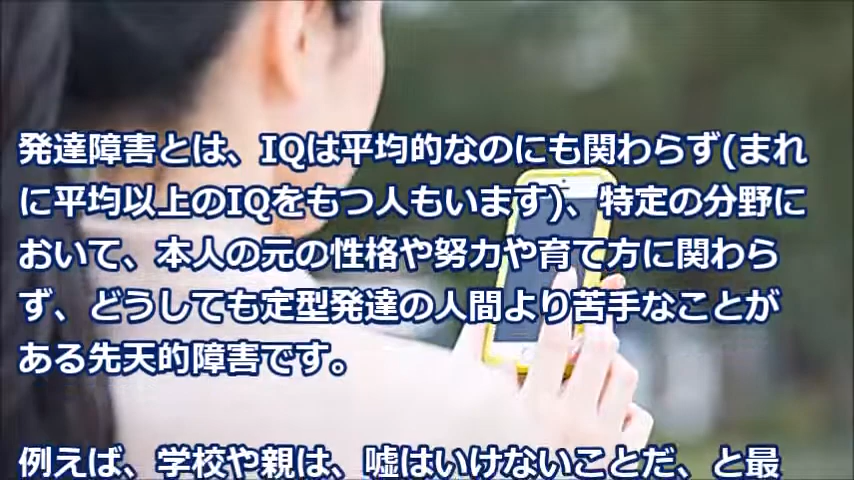 発達障害とは、IQは平均的なのにも関わらず(まれ
に平均以上のIQをもつ人もいます)、特定の分野に
おいて、本人の元の性格や努力や育て方に関わら
ず、どうしても定型発達の人間より苦手なことが
ある先天的障害です。
例えば、学校や親は、嘘はいけないことだ、と最